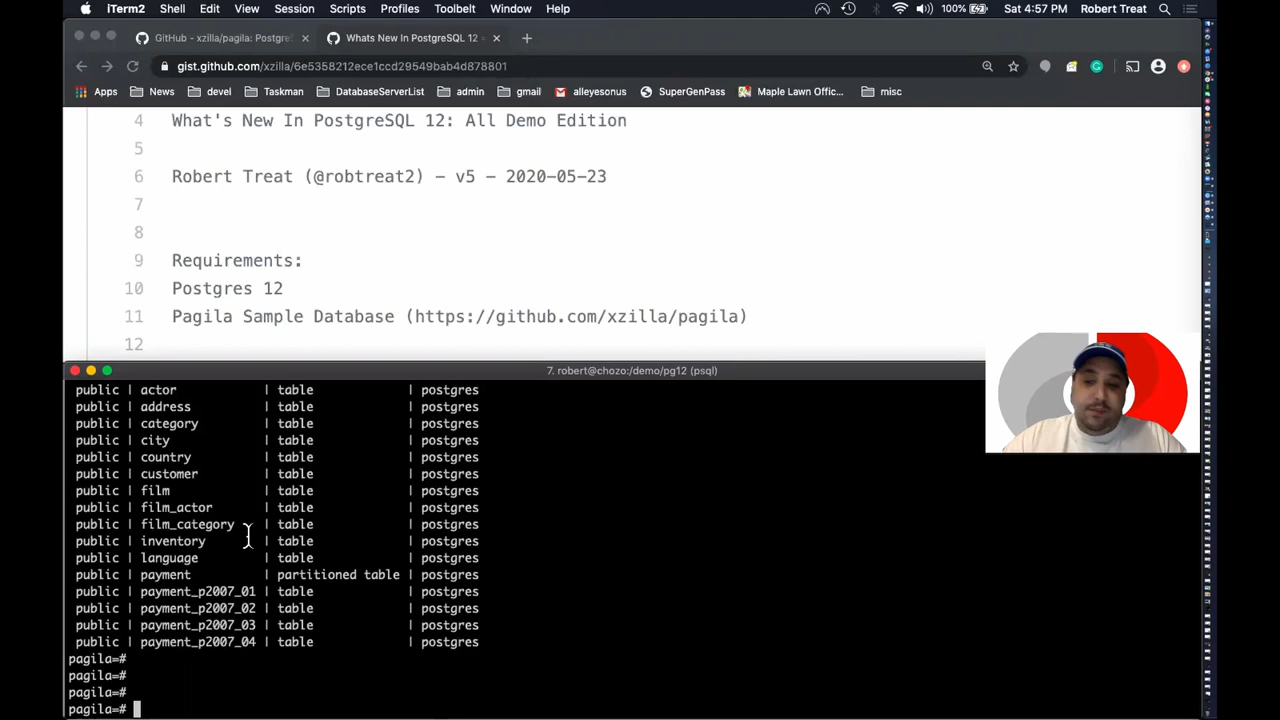 iTerm2 Shell Edit View Session Scripts Profiles Toolbelt Window Help 100% Sat 4:57 PM Robert Treat
GitHub - xzilla/pagila: Postgre Whats New In PostgreSQL 12
gist.github.com/xzilla/6e5358212ece1ccd29549bab4d878801
Apps News devel Taskman DatabaseServerList admin gmail alleyesonus SuperGenPass Maple Lawn Offic... misc
4 What's New In PostgreSQL 12: All Demo Edition
5
6 Robert Treat (@robtreat2) - v5 - 2020-05-23
7
8
9 Requirements:
10 Postgres 12
11 Pagila Sample Database (https://github.com/xzilla/pagila)
12
7. robert@chozo:/demo/pg12 (psql)
public | actor | table | postgres
public | address | table | postgres
public | category | table | postgres
public | city | table | postgres
public | country | table | postgres
public | customer | table | postgres
public | film | table | postgres
public | film_actor | table | postgres
public | film_category | table | postgres
public | inventory | table | postgres
public | language | table | postgres
public | payment | partitioned table | postgres
public | payment_p2007_01 | table | postgres
public | payment_p2007_02 | table | postgres
public | payment_p2007_03 | table | postgres
public | payment_p2007_04 | table | postgres
pagila=#
pagila=#
pagila=#
pagila=#